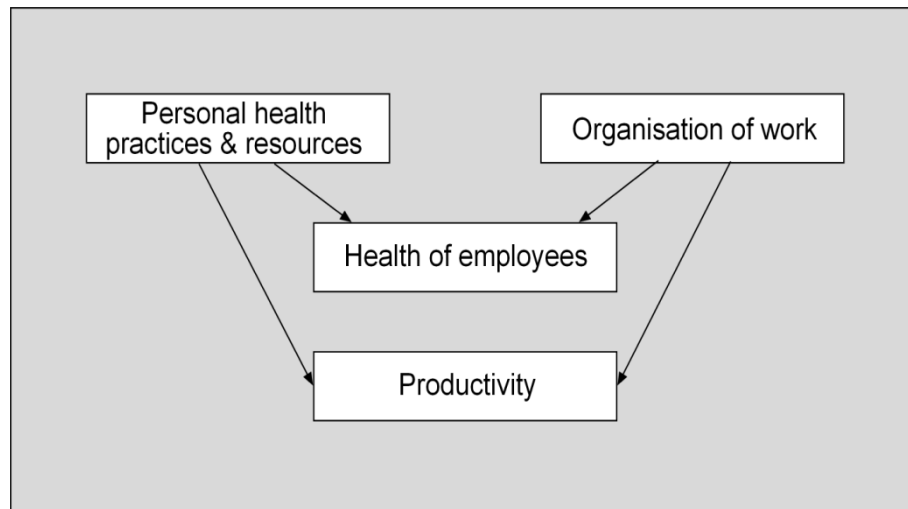 Personal health
practices & resources
Organisation of work
Health of employees
Productivity